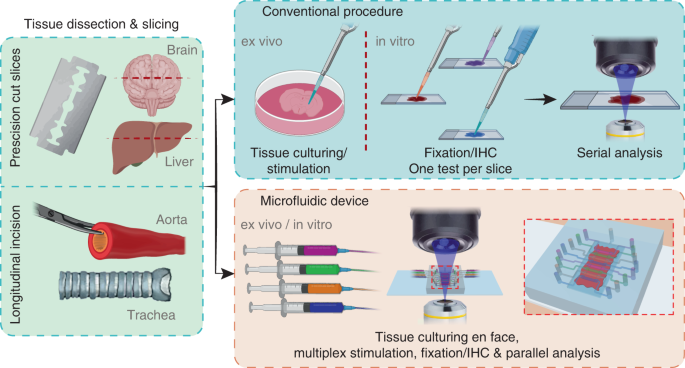 Tissue dissection & slicing
Prescision cut slices
Brain
Liver
Longitudinal incision
Aorta
Trachea
Conventional procedure
ex vivo
in vitro
Tissue culturing/
stimulation
Fixation/IHC
One test per slice
Serial analysis
Microfluidic device
ex vivo / in vitro
Tissue culturing en face,
multiplex stimulation, fixation/IHC & parallel analysis